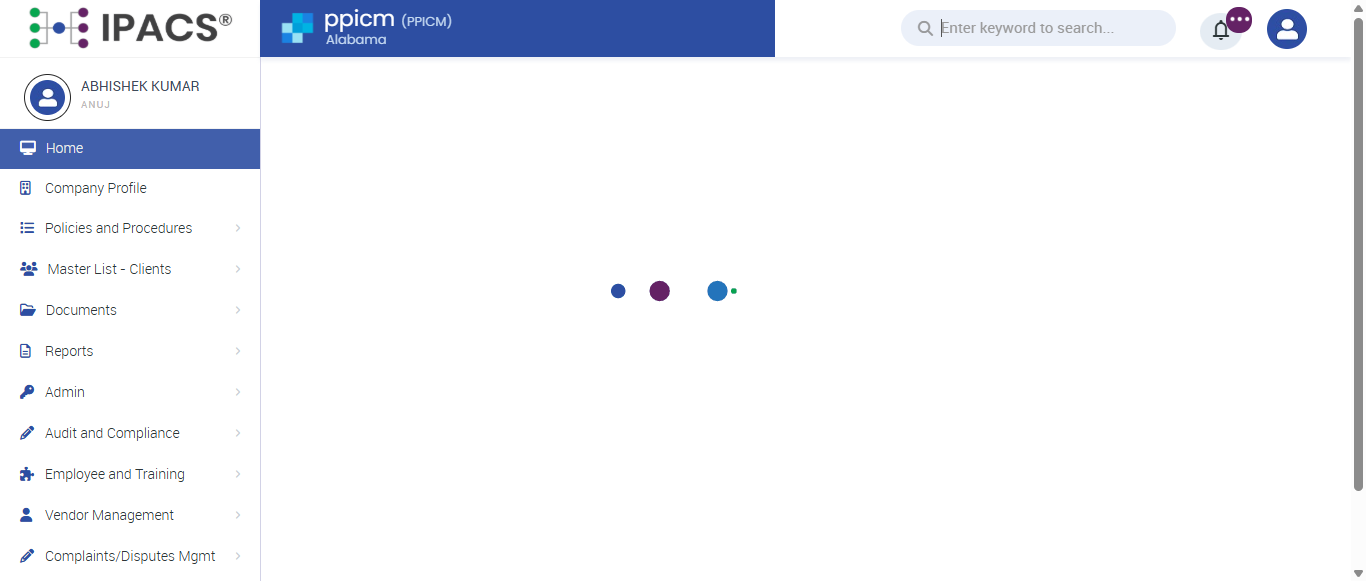 IPACS®
ppicm (PPICM)
Alabama
Enter keyword to search...
ABHISHEK KUMAR
ANUJ
Home
Company Profile
Policies and Procedures
Master List - Clients
Documents
Reports
Admin
Audit and Compliance
Employee and Training
Vendor Management
Complaints/Disputes Mgmt